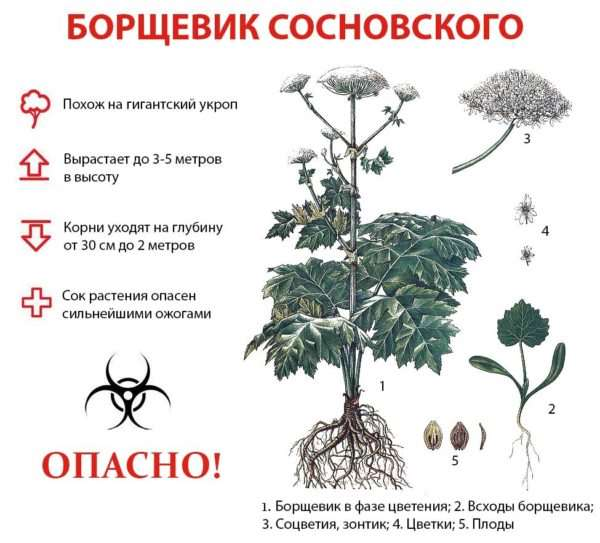 БОРЩЕВИК СОСНОВСКОГО
Похож на гигантский укроп
Вырастает до 3-5 метров
в высоту
Корни уходят на глубину
от 30 см до 2 метров
Сок растения опасен
сильнейшими ожогами
ОПАСНО!
3
4
1
2
5
1. Борщевик в фазе цветения; 2. Всходы борщевика;
3. Соцветия, зонтик; 4. Цветки; 5. Плоды